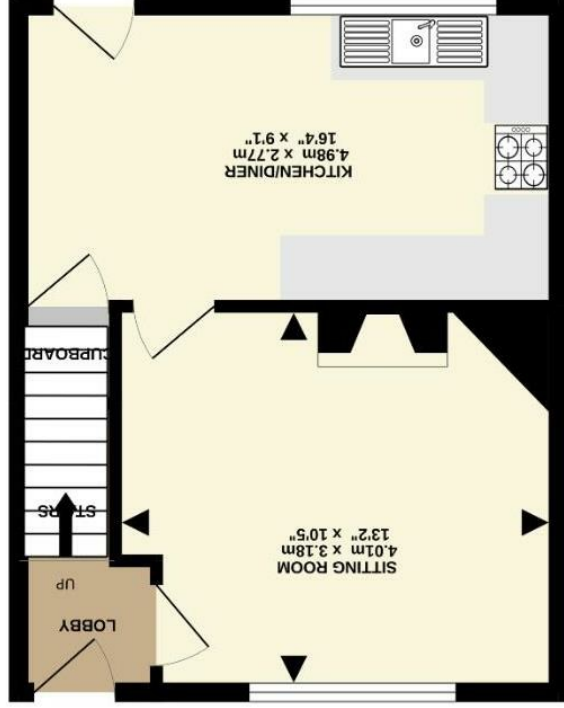 KITCHEN/DINER
4.98m x 2.77m
16'4" x 9'1"
CUPBOARD
STAIRS
SITTING ROOM
4.01m x 3.18m
13'2" x 10'5"
UP
LOBBY